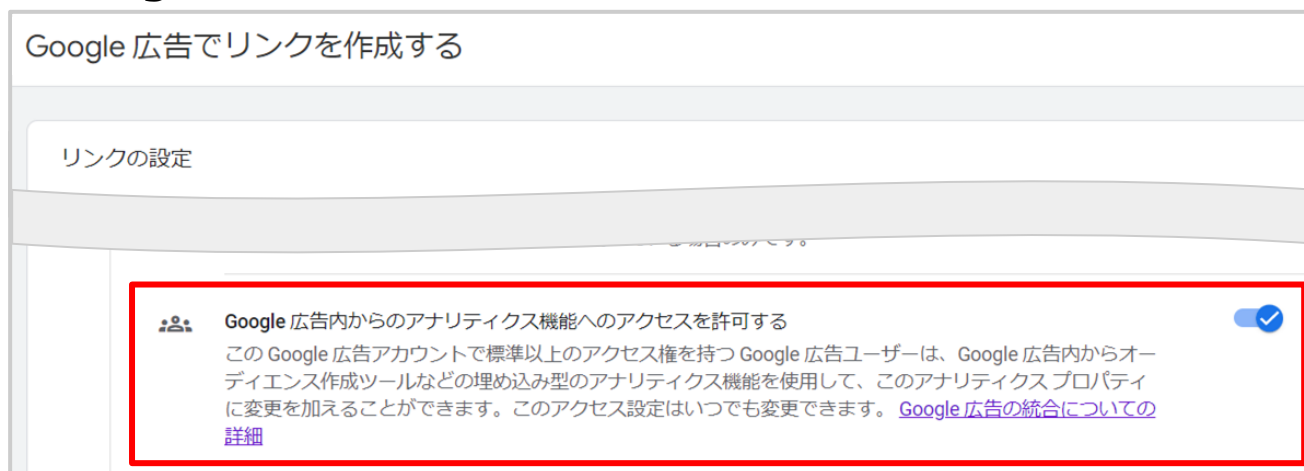 Google 広告でリンクを作成する
リンクの設定
場合のみです。
Google 広告内からのアナリティクス機能へのアクセスを許可する
この Google 広告アカウントで標準以上のアクセス権を持つ Google 広告ユーザーは、Google 広告内からオー
ディエンス作成ツールなどの埋め込み型のアナリティクス機能を使用して、このアナリティクス プロパティ
に変更を加えることができます。このアクセス設定はいつでも変更できます。 Google 広告の統合についての
詳細